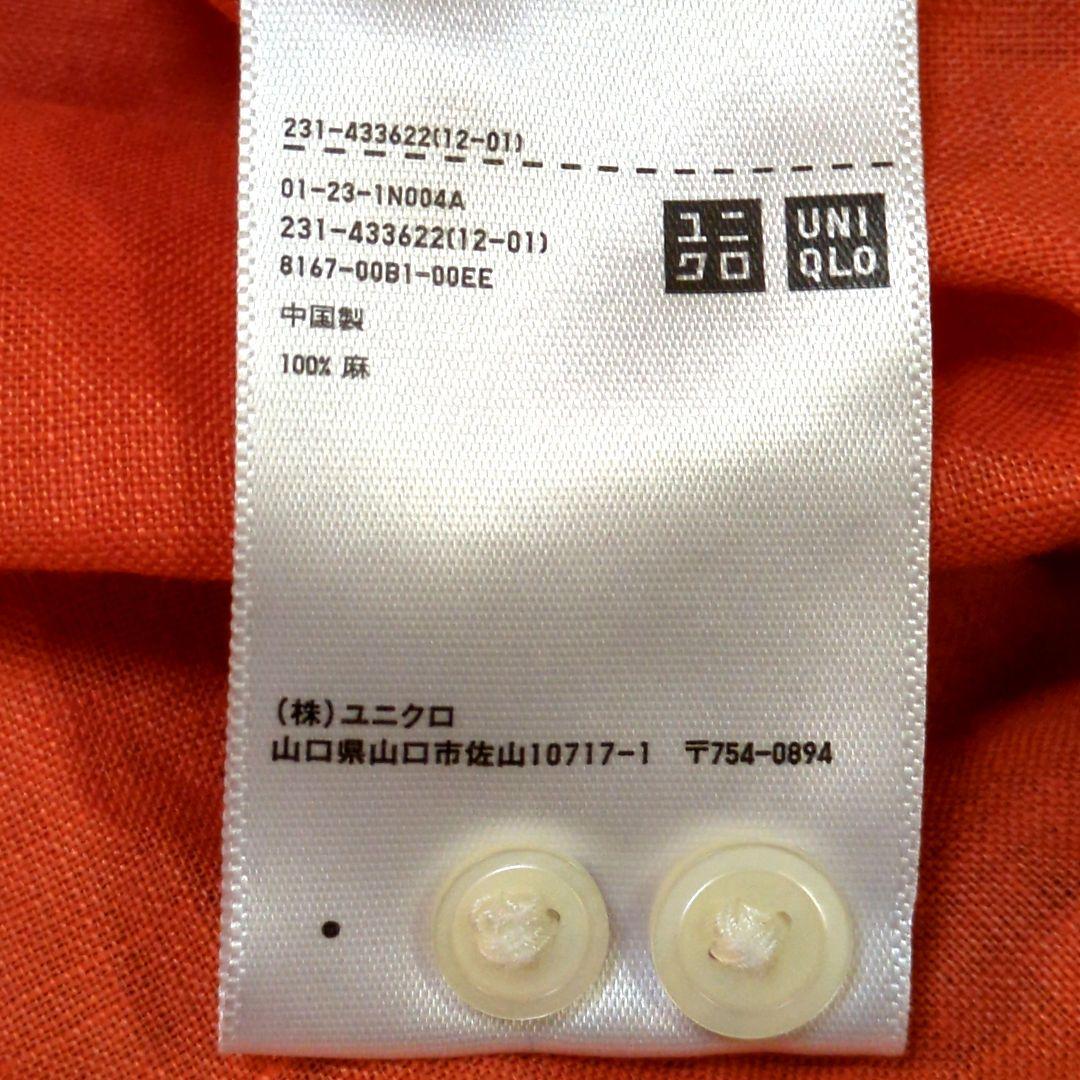 231-433622(12-01)
01-23-1N004A
231-433622(12-01)
8167-00B1-00EE
中国製
100% 麻
ユニ
クロ
UNI
QLO
(株)ユニクロ
山口県山口市佐山10717-1 〒754-0894